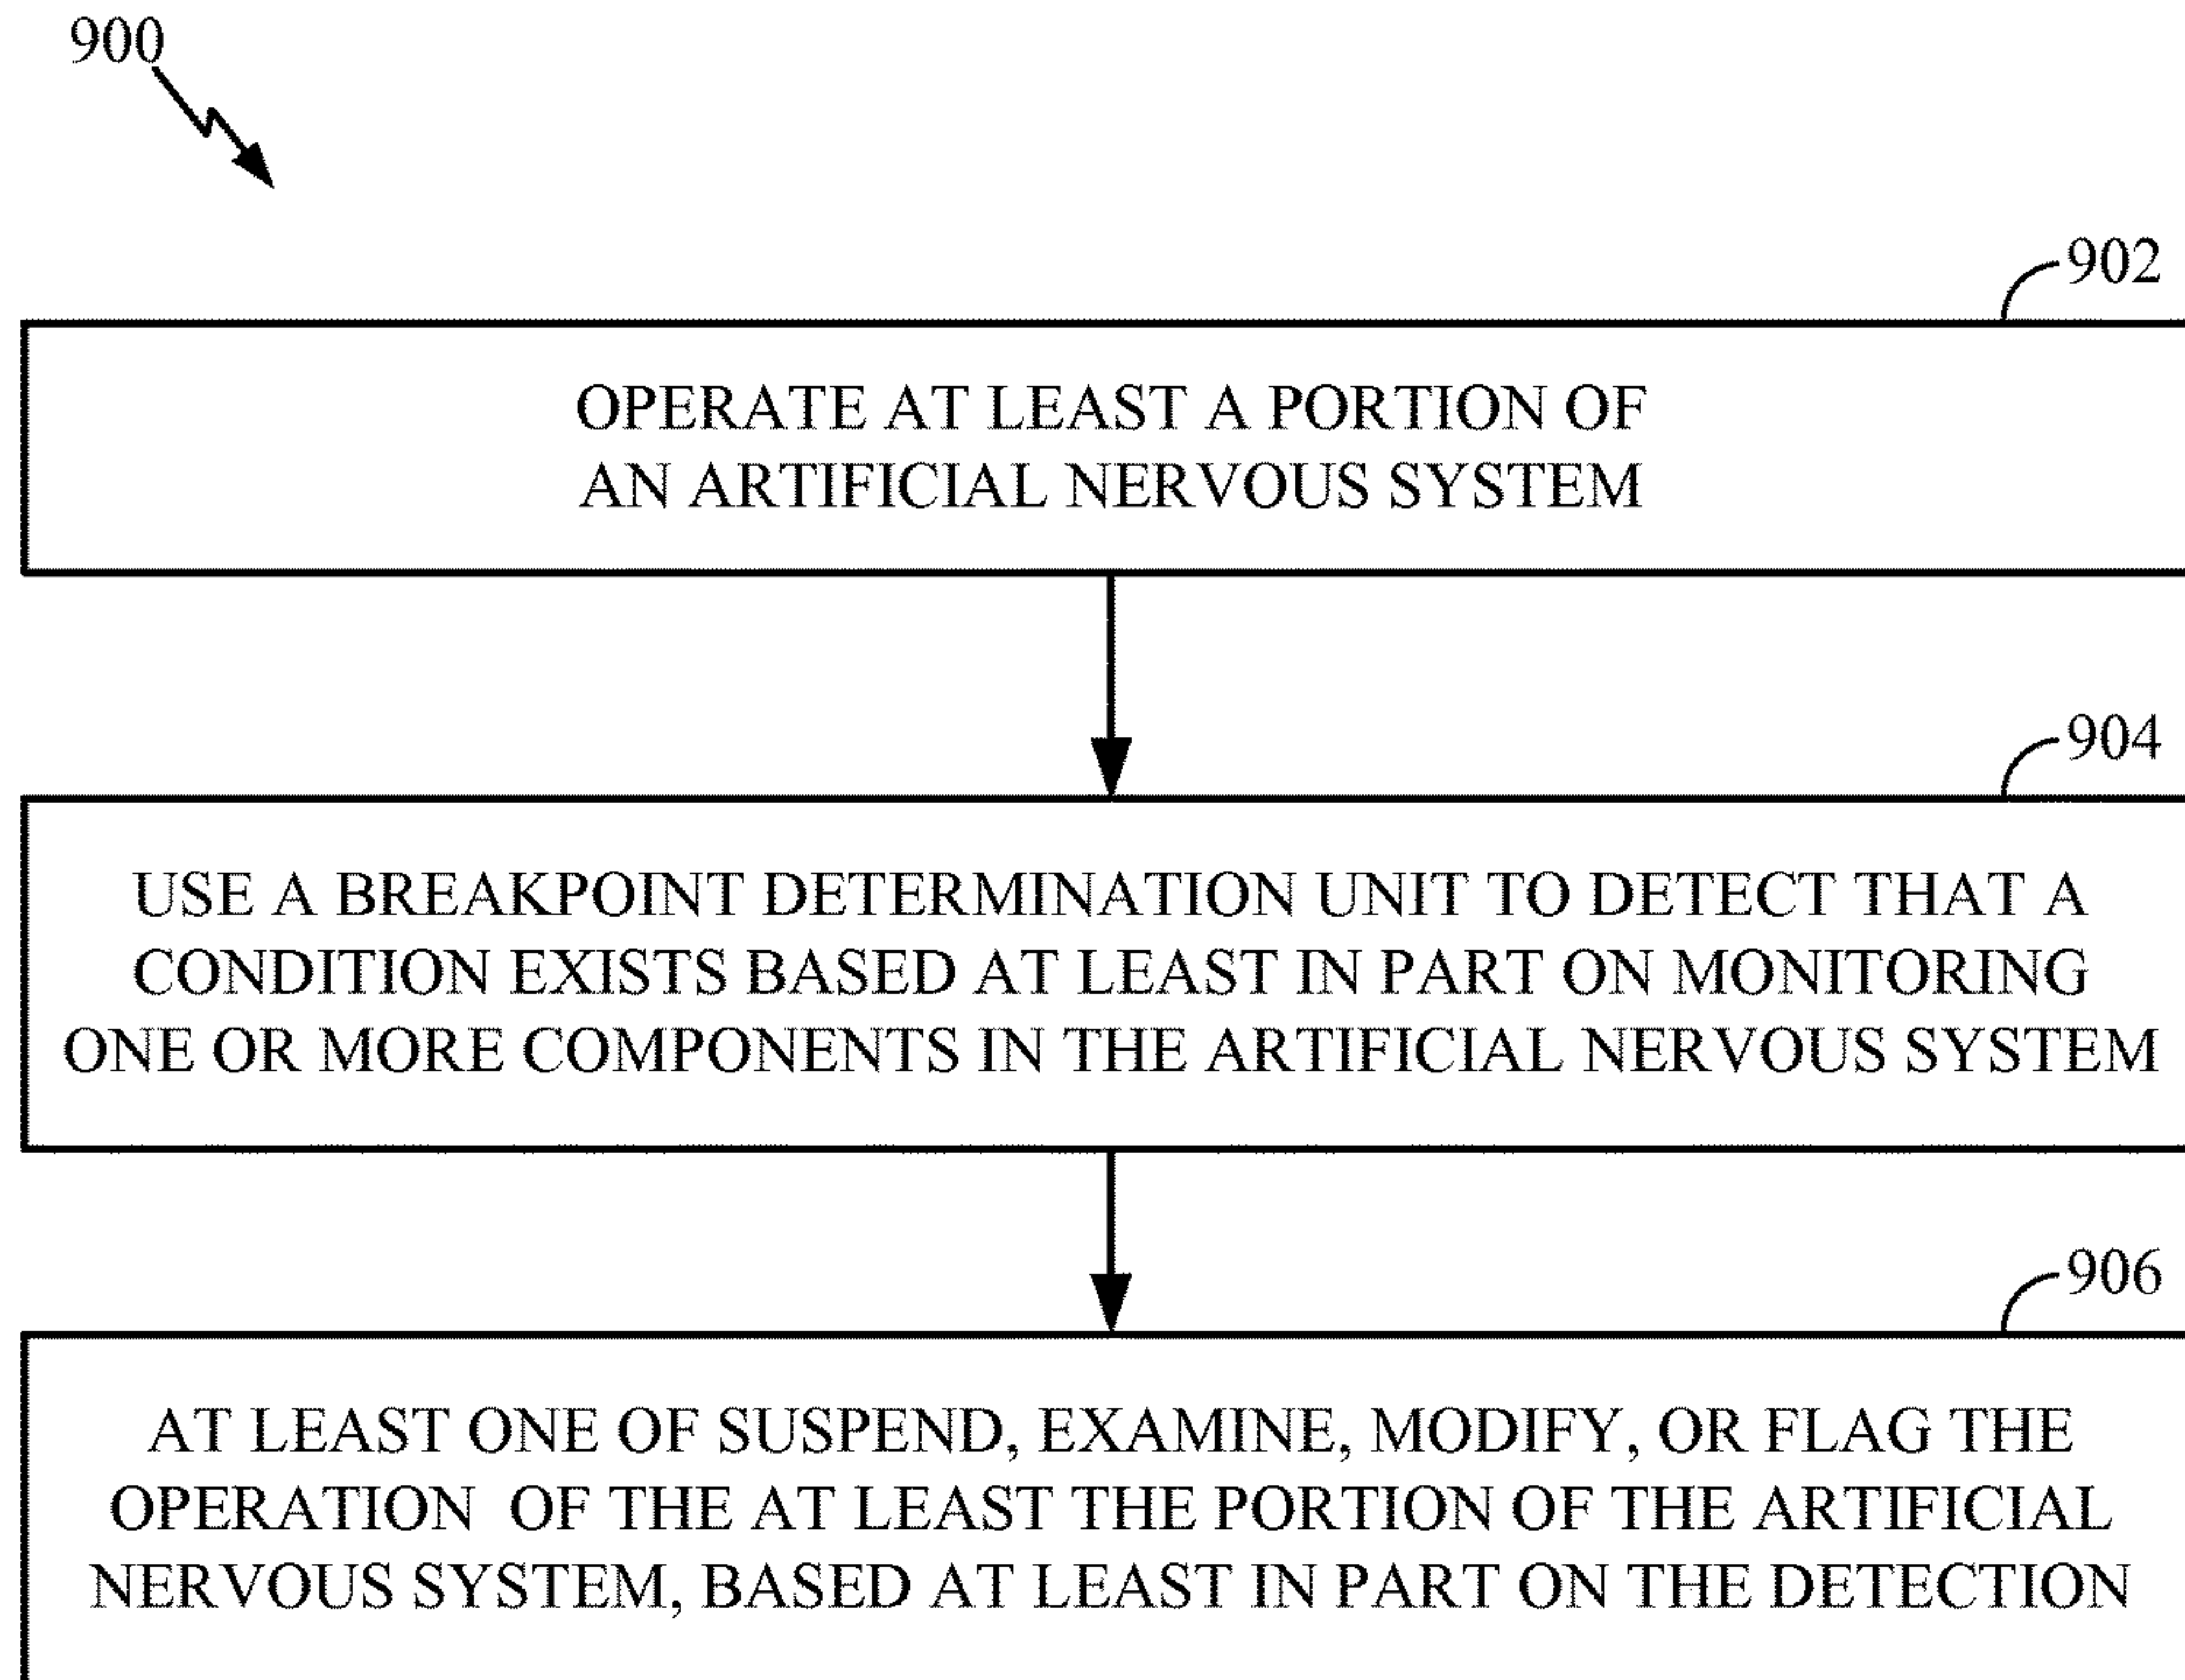 900
902
OPERATE AT LEAST A PORTION OF
AN ARTIFICIAL NERVOUS SYSTEM
904
USE A BREAKPOINT DETERMINATION UNIT TO DETECT THAT A
CONDITION EXISTS BASED AT LEAST IN PART ON MONITORING
ONE OR MORE COMPONENTS IN THE ARTIFICIAL NERVOUS SYSTEM
906
AT LEAST ONE OF SUSPEND, EXAMINE, MODIFY, OR FLAG THE
OPERATION OF THE AT LEAST THE PORTION OF THE ARTIFICIAL
NERVOUS SYSTEM, BASED AT LEAST IN PART ON THE DETECTION